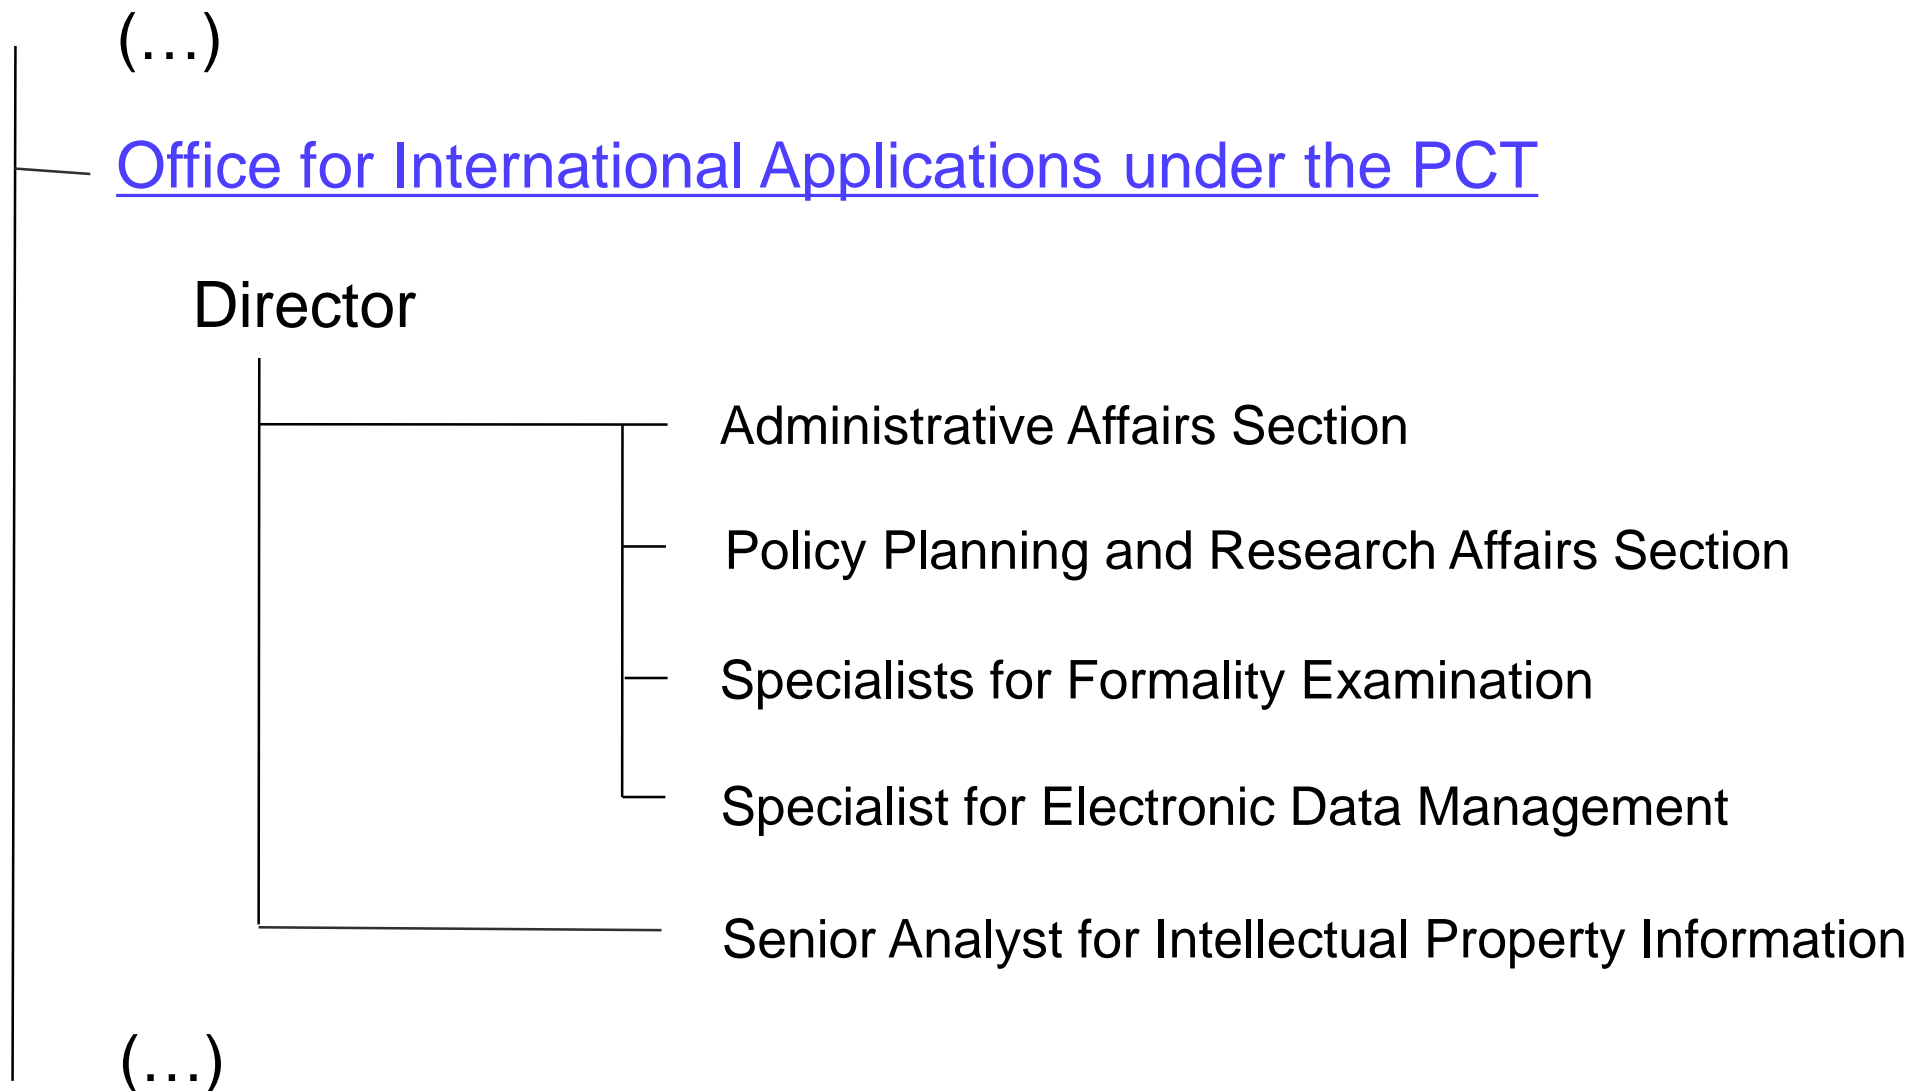 (…)
Office for International Applications under the PCT
Director
Administrative Affairs Section
Policy Planning and Research Affairs Section
Specialists for Formality Examination
Specialist for Electronic Data Management
Senior Analyst for Intellectual Property Information
(…)